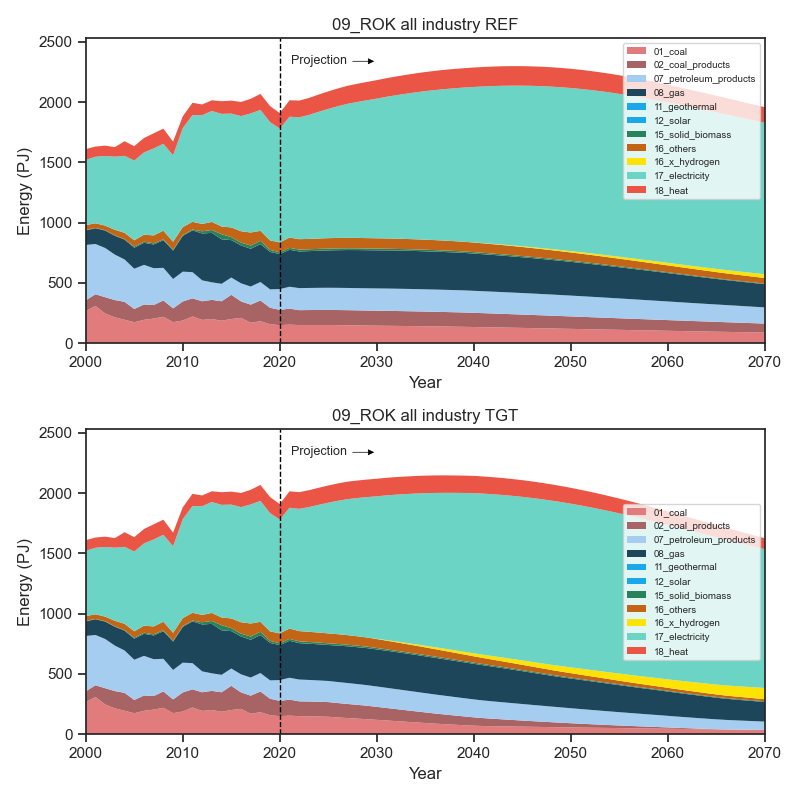 09_ROK all industry REF
2500
2000
1500
1000
500
0
Energy (PJ)
Projection
01_coal
02_coal_products
07_petroleum_products
08_gas
11_geothermal
12_solar
15_solid_biomass
16_others
16_x_hydrogen
17_electricity
18_heat
2000 2010 2020 2030 2040 2050 2060 2070
Year
09_ROK all industry TGT
2500
2000
1500
1000
500
0
Energy (PJ)
Projection
01_coal
02_coal_products
07_petroleum_products
08_gas
11_geothermal
12_solar
15_solid_biomass
16_others
16_x_hydrogen
17_electricity
18_heat
2000 2010 2020 2030 2040 2050 2060 2070
Year